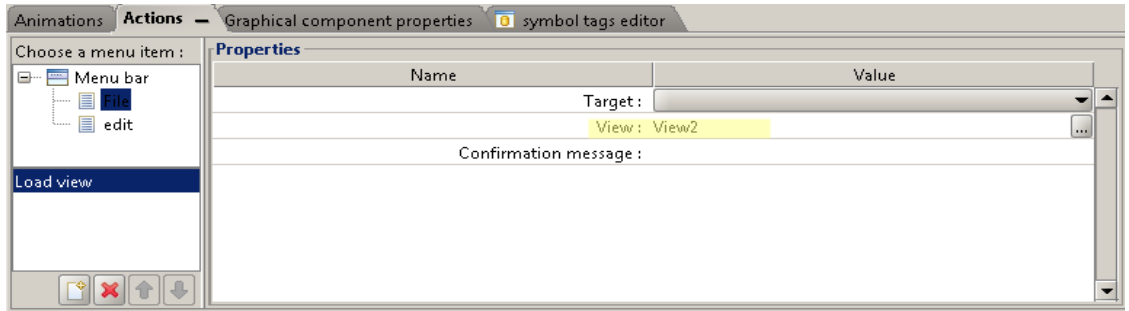 Animations Actions Graphical component properties symbol tags editor
Choose a menu item :
Menu bar
File
edit
Load view
Properties
Name Value
Target :
View : View2 ...
Confirmation message :